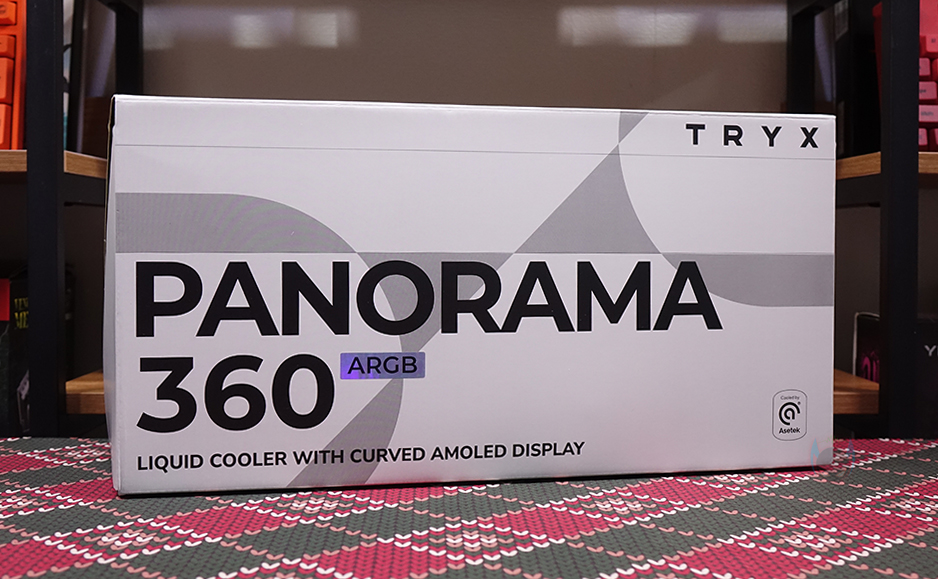 TRYX
PANORAMA
360 ARGB
LIQUID COOLER WITH CURVED AMOLED DISPLAY
Cooled by
Asetek